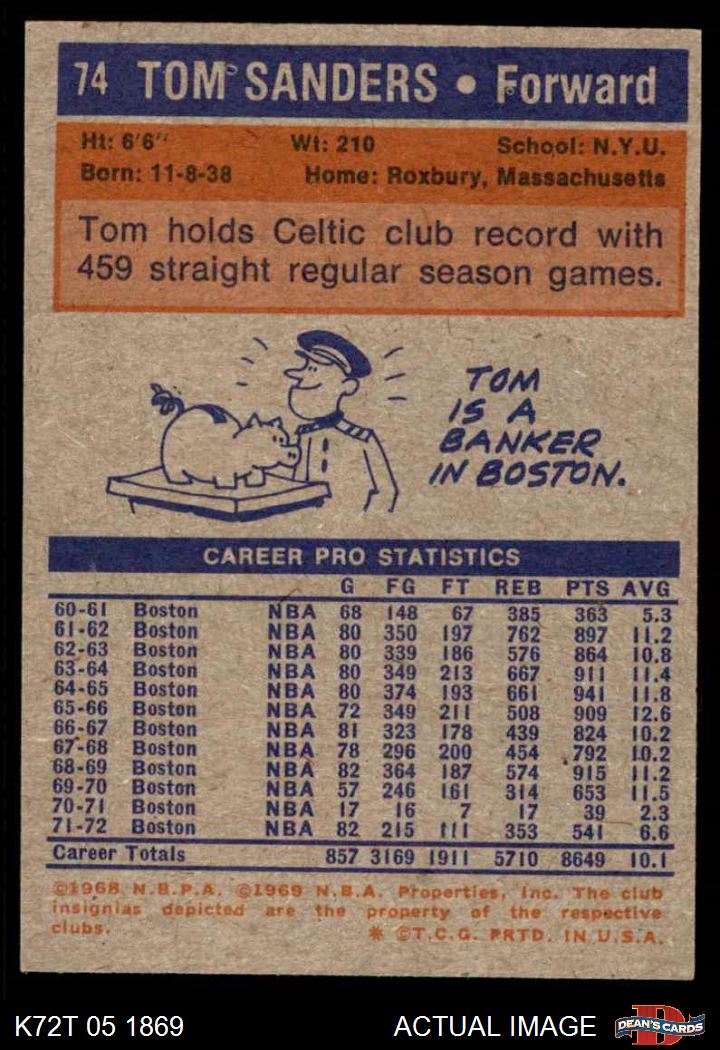 74 TOM SANDERS • Forward
Ht: 6'6" Wt: 210 School: N.Y.U.
Born: 11-8-38 Home: Roxbury, Massachusetts
Tom holds Celtic club record with
459 straight regular season games.
TOM
IS A
BANKER
IN BOSTON.
CAREER PRO STATISTICS
G FG FT REB PTS AVG
60-61 Boston NBA 68 148 67 385 363 5.3
61-62 Boston NBA 80 350 197 762 897 11.2
62-63 Boston NBA 80 339 186 576 864 10.8
63-64 Boston NBA 80 349 213 667 911 11.4
64-65 Boston NBA 80 374 193 661 941 11.8
65-66 Boston NBA 72 349 211 508 909 12.6
66-67 Boston NBA 81 323 178 439 824 10.2
67-68 Boston NBA 78 296 200 454 792 10.2
68-69 Boston NBA 82 364 187 574 915 11.2
69-70 Boston NBA 57 246 161 314 653 11.5
70-71 Boston NBA 17 16 7 17 39 2.3
71-72 Boston NBA 82 215 111 353 541 6.6
Career Totals 857 3169 1911 5710 8649 10.1
©1968 N.B.P.A. ©1969 N.B.A. Properties, Inc. The club
insignias depicted are the property of the respective
clubs. * ©T.C.G. PRTD. IN U.S.A.
K72T 05 1869 ACTUAL IMAGE D DEAN'S CARDS